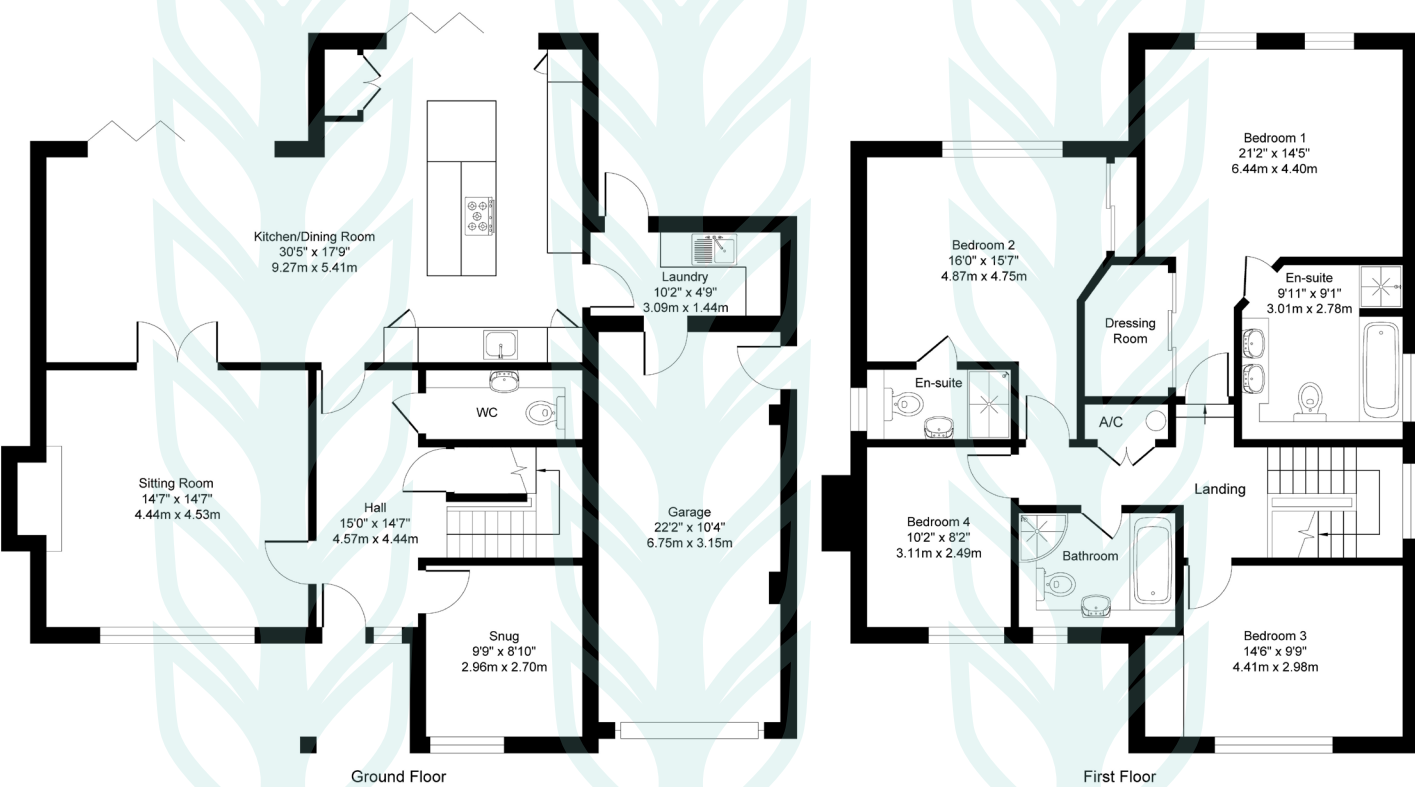 Kitchen/Dining Room
30'5" x 17'9"
9.27m x 5.41m
Laundry
10'2" x 4'9"
3.09m x 1.44m
WC
Sitting Room
14'7" x 14'7"
4.44m x 4.53m
Hall
15'0" x 14'7"
4.57m x 4.44m
Garage
22'2" x 10'4"
6.75m x 3.15m
Snug
9'9" x 8'10"
2.96m x 2.70m
Ground Floor
Bedroom 1
21'2" x 14'5"
6.44m x 4.40m
Bedroom 2
16'0" x 15'7"
4.87m x 4.75m
En-suite
9'11" x 9'1"
3.01m x 2.78m
Dressing
Room
En-suite
A/C
Landing
Bedroom 4
10'2" x 8'2"
3.11m x 2.49m
Bathroom
Bedroom 3
14'6" x 9'9"
4.41m x 2.98m
First Floor